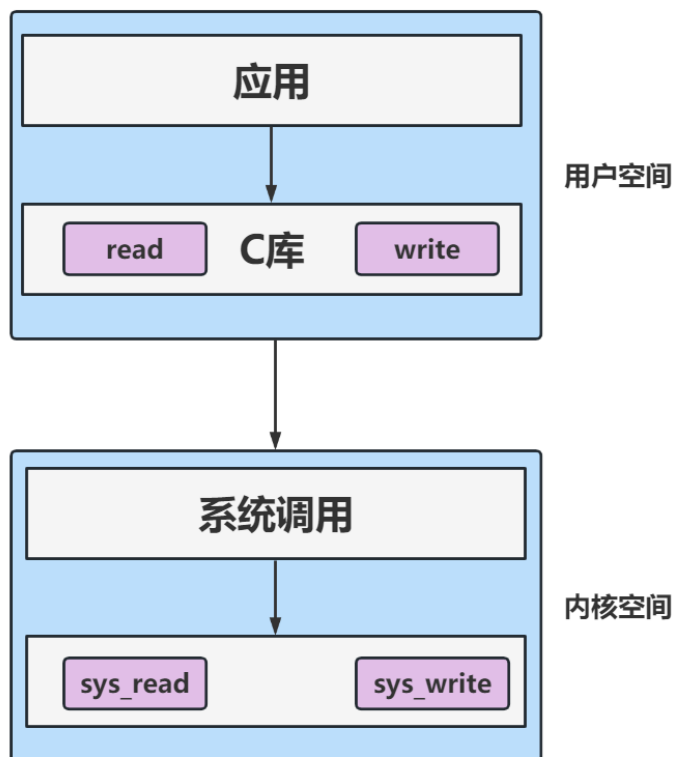 应用
用户空间
read C库 write
系统调用
内核空间
sys_read sys_write